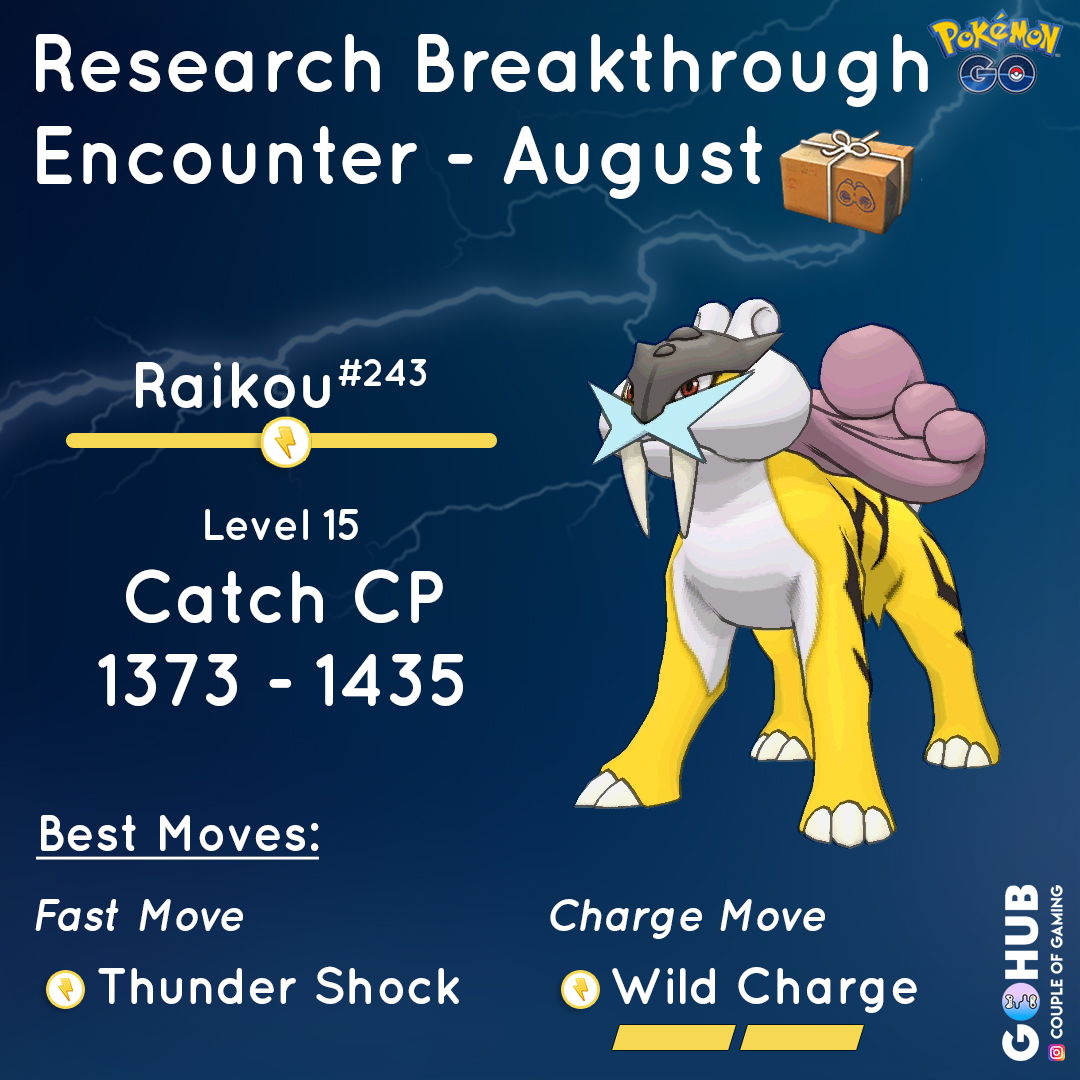 Research Breakthrough
POKéMON
GO
Encounter - August
Raikou #243
Level 15
Catch CP
1373 - 1435
Best Moves:
Fast Move
Charge Move
Thunder Shock
Wild Charge
GO HUB
COUPLE OF GAMING